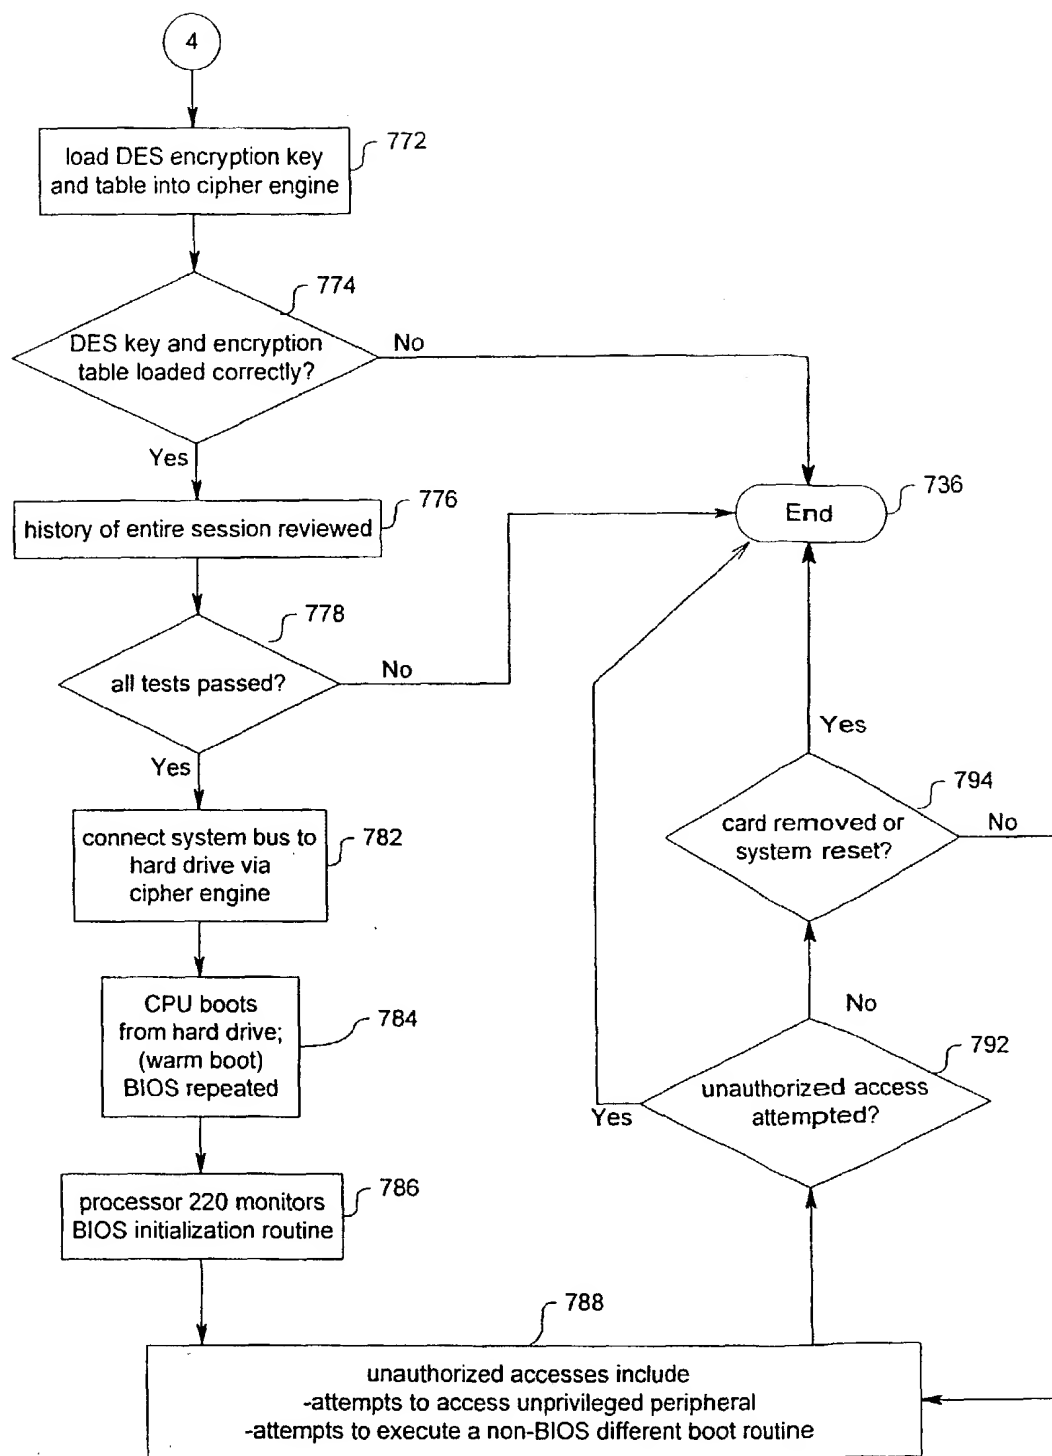 4
load DES encryption key
and table into cipher engine
772
774
DES key and encryption
table loaded correctly?
No
Yes
history of entire session reviewed
776
End
736
778
all tests passed?
No
Yes
connect system bus to
hard drive via
cipher engine
782
CPU boots
from hard drive;
(warm boot)
BIOS repeated
784
processor 220 monitors
BIOS initialization routine
786
788
unauthorized accesses include
-attempts to access unprivileged peripheral
-attempts to execute a non-BIOS different boot routine
792
unauthorized access
attempted?
Yes
No
794
card removed or
system reset?
No
Yes